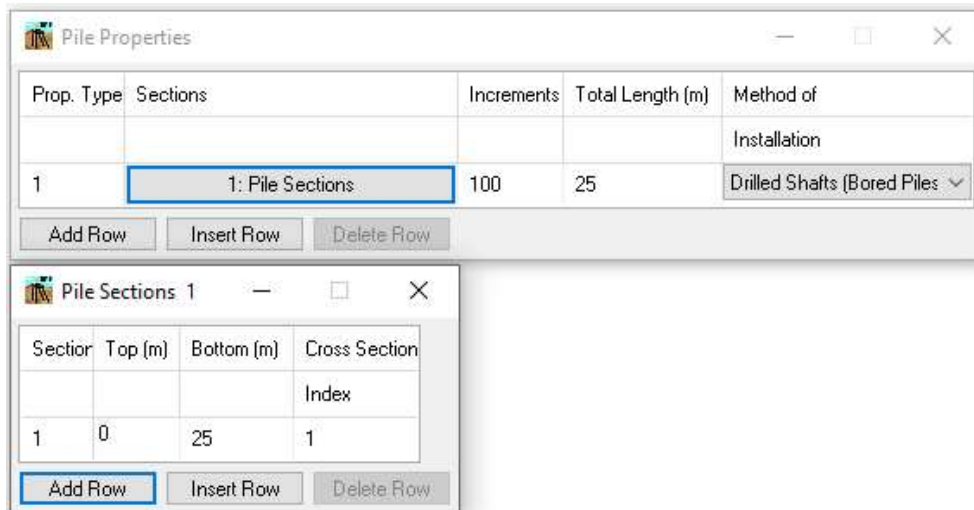 Pile Properties
Prop. Type Sections Increments Total Length (m) Method of
Installation
1 1: Pile Sections 100 25 Drilled Shafts (Bored Piles
Add Row Insert Row Delete Row
Pile Sections 1
Section Top (m) Bottom (m) Cross Section
Index
1 0 25 1
Add Row Insert Row Delete Row